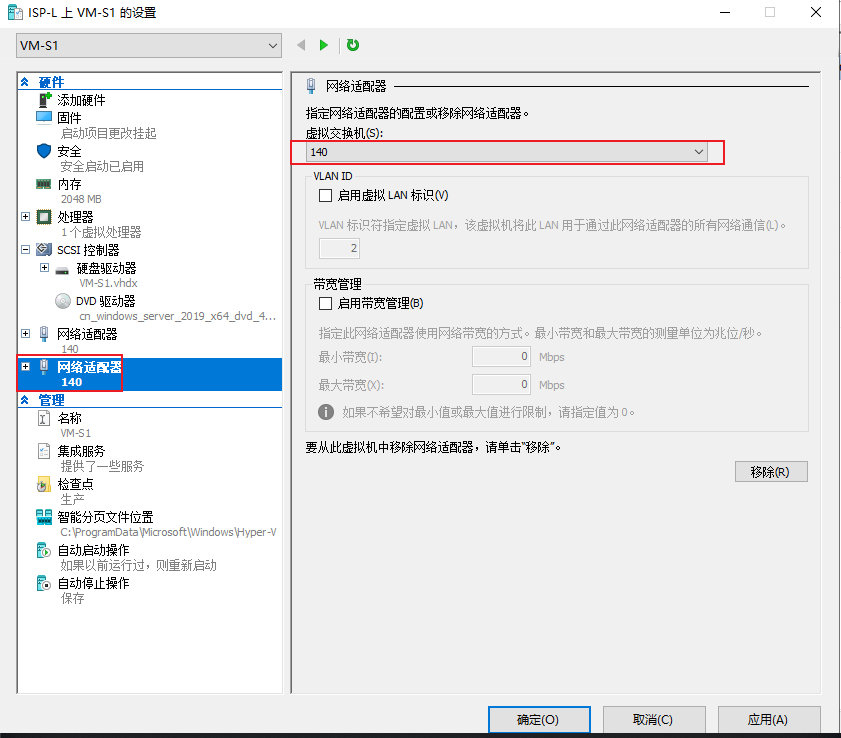 ISP-L 上 VM-S1 的设置
VM-S1
硬件
添加硬件
固件
启动项目更改挂起
安全
安全启动已启用
内存
2048 MB
处理器
1 个虚拟处理器
SCSI 控制器
硬盘驱动器
VM-S1.vhdx
DVD 驱动器
cn_windows_server_2019_x64_dvd_4...
网络适配器
140
网络适配器
140
管理
名称
VM-S1
集成服务
提供了一些服务
检查点
生产
智能分页文件位置
C:\ProgramData\Microsoft\Windows\Hyper-V
自动启动操作
如果以前运行过，则重新启动
自动停止操作
保存
网络适配器
指定网络适配器的配置或移除网络适配器。
虚拟交换机(S):
140
VLAN ID
启用虚拟 LAN 标识(V)
VLAN 标识符指定虚拟 LAN，该虚拟机将此 LAN 用于通过此网络适配器的所有网络通信(L)。
2
带宽管理
启用带宽管理(B)
指定此网络适配器使用网络带宽的方式。最小带宽和最大带宽的测量单位为兆位/秒。
最小带宽(I): 0 Mbps
最大带宽(X): 0 Mbps
如果不希望对最小值或最大值进行限制，请指定值为 0。
要从此虚拟机中移除网络适配器，请单击“移除”。
移除(R)
确定(O) 取消(C) 应用(A)